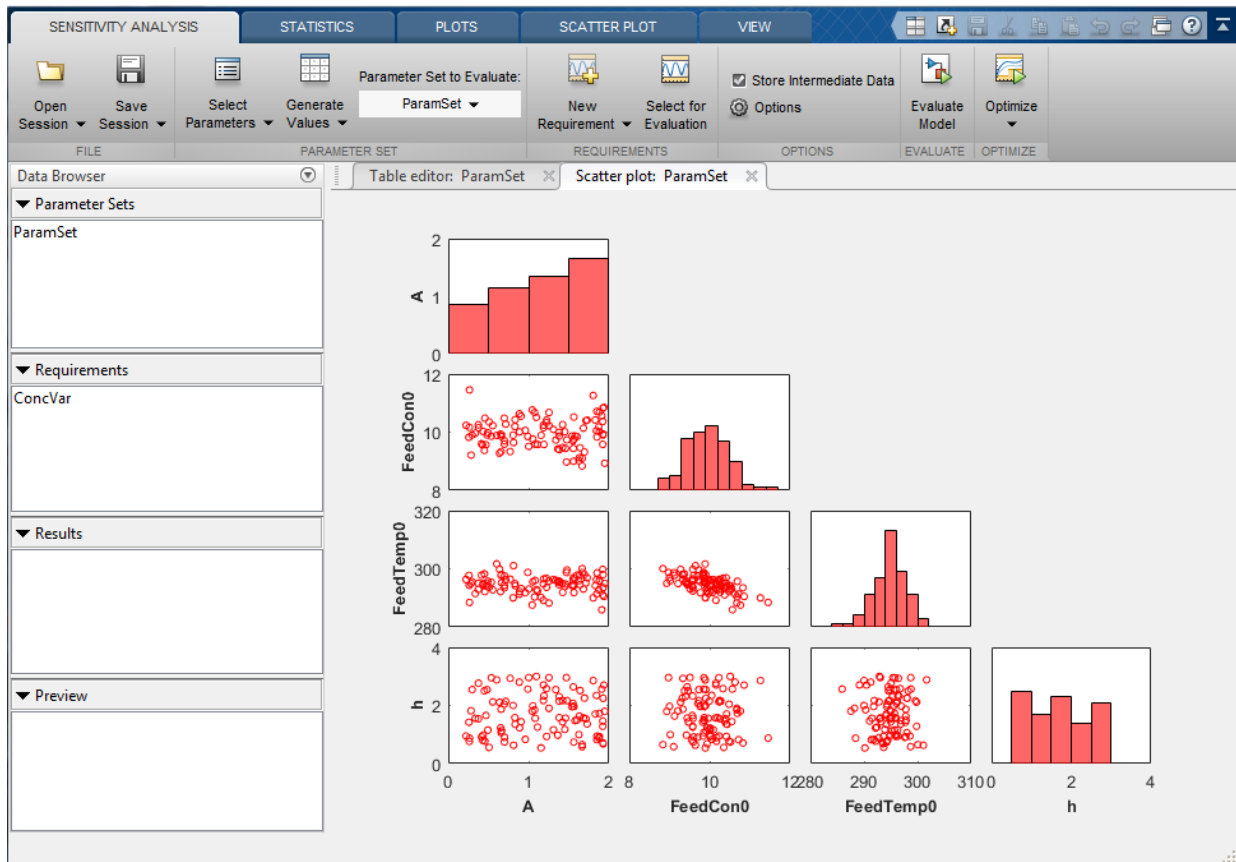 SENSITIVITY ANALYSIS STATISTICS PLOTS SCATTER PLOT VIEW
Open Session
Save Session
Select Parameters
Generate Values
Parameter Set to Evaluate:
ParamSet
New Requirement
Select for Evaluation
Store Intermediate Data
Options
Evaluate Model
Optimize
FILE PARAMETER SET REQUIREMENTS OPTIONS EVALUATE OPTIMIZE
Data Browser
Table editor: ParamSet Scatter plot: ParamSet
Parameter Sets
ParamSet
Requirements
ConcVar
Results
Preview
2
1
0
A
12
10
8
FeedCon0
320
300
280
FeedTemp0
4
2
0
h
0 1 2 8 10 12 280 290 300 310 0 2 4
A FeedCon0 FeedTemp0 h